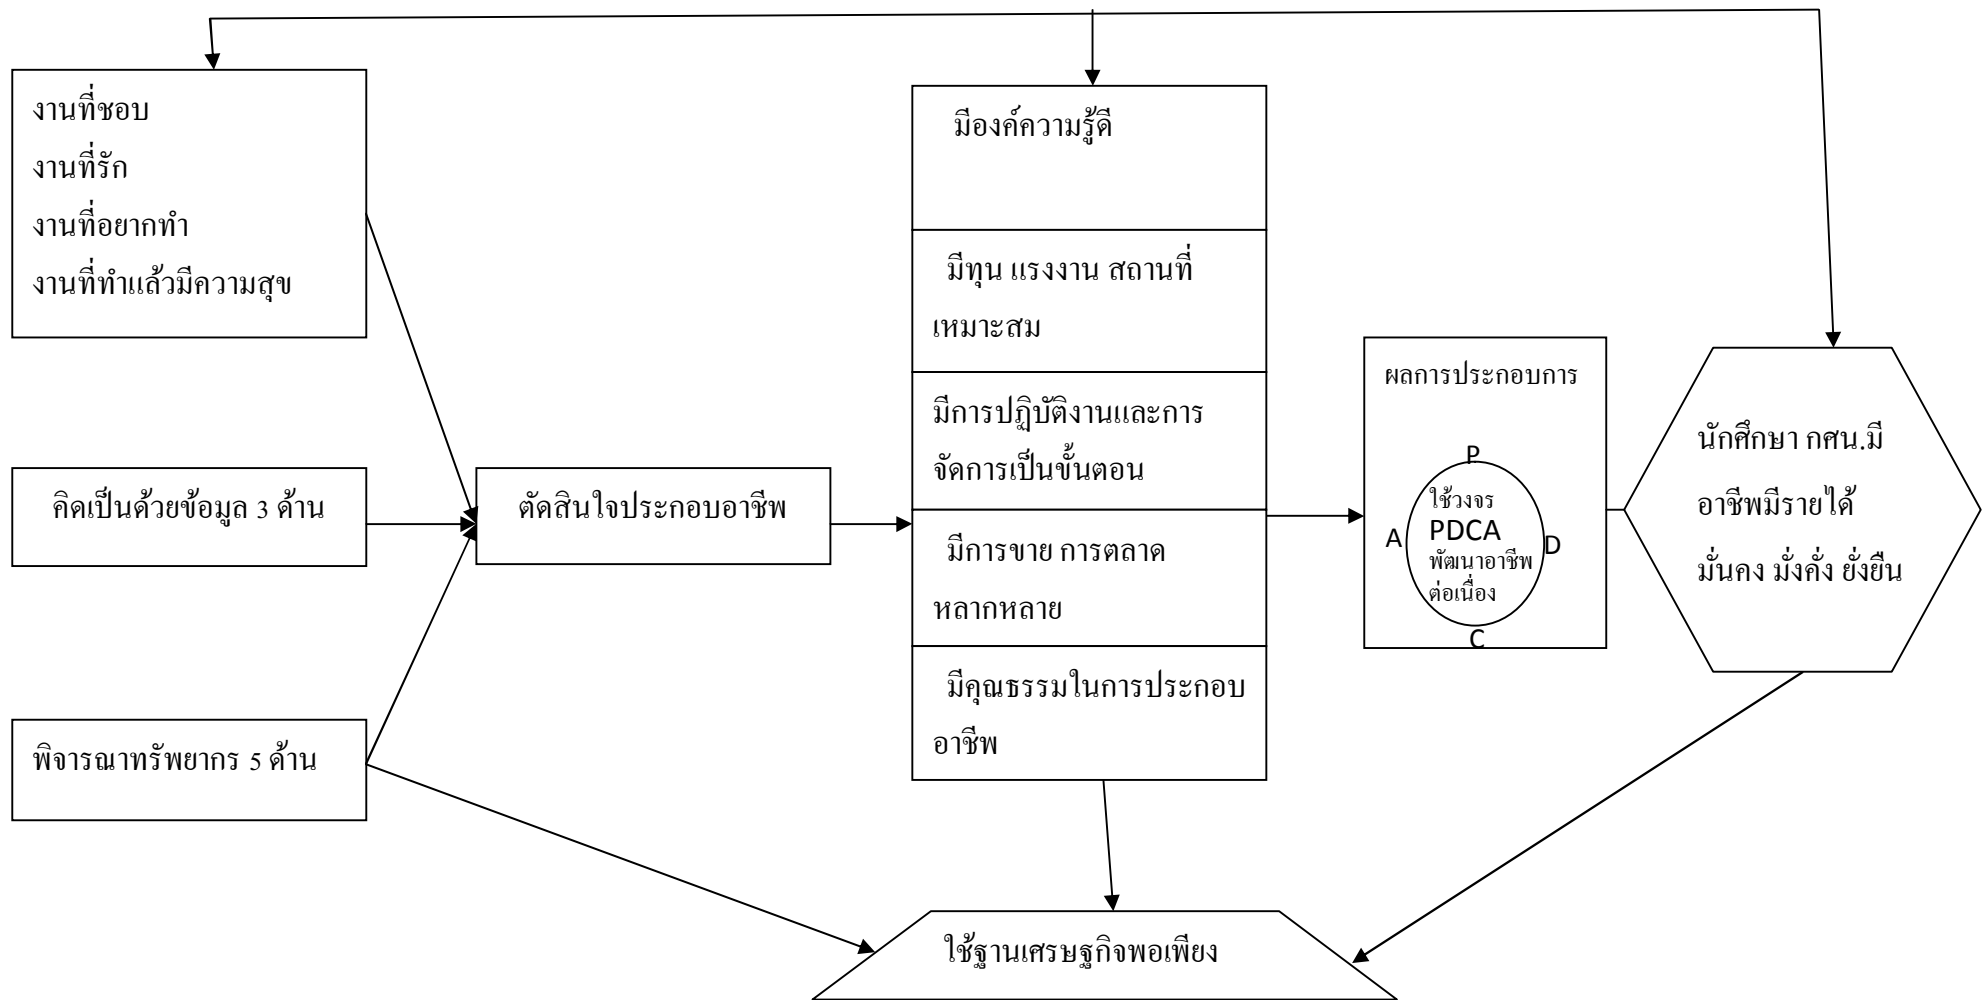 งานที่ชอบ
งานที่รัก
งานที่อยากทำ
งานที่ทำแล้วมีความสุข
คิดเป็นด้วยข้อมูล 3 ด้าน
พิจารณาทรัพยากร 5 ด้าน
ตัดสินใจประกอบอาชีพ
มีองค์ความรู้ดี
มีทุน แรงงาน สถานที่
เหมาะสม
มีการปฏิบัติงานและการ
จัดการเป็นขั้นตอน
มีการขาย การตลาด
หลากหลาย
มีคุณธรรมในการประกอบ
อาชีพ
ผลการประกอบการ
P
ใช้วงจร
PDCA
พัฒนาอาชีพ
ต่อเนื่อง
A
D
C
นักศึกษา กศน.มี
อาชีพมีรายได้
มั่นคง มั่งคั่ง ยั่งยืน
ใช้ฐานเศรษฐกิจพอเพียง